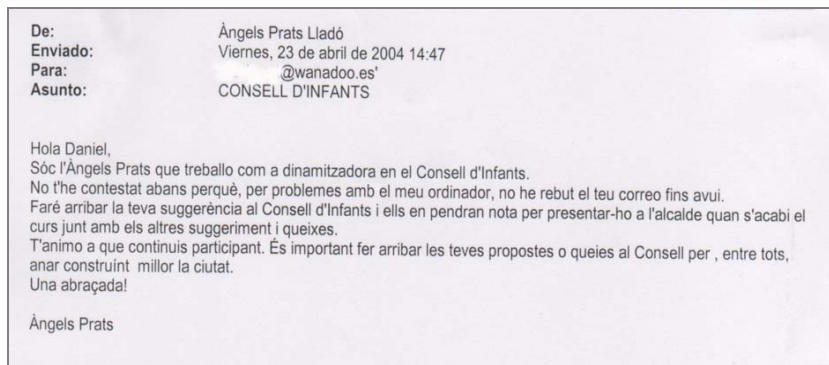 De: Àngels Prats Lladó
Enviado: Viernes, 23 de abril de 2004 14:47
Para: @wanadoo.es'
Asunto: CONSELL D'INFANTS
Hola Daniel,
Sóc l'Àngels Prats que treballo com a dinamitzadora en el Consell d'Infants.
No t'he contestat abans perquè, per problemes amb el meu ordinador, no he rebut el teu correo fins avui.
Faré arribar la teva suggerència al Consell d'Infants i ells en pendran nota per presentar-ho a l'alcalde quan s'acabi el
curs junt amb els altres suggeriment i queixes.
T'animo a que continuis participant. És important fer arribar les teves propostes o queies al Consell per , entre tots,
anar construínt  millor la ciutat.
Una abraçada!
Àngels Prats